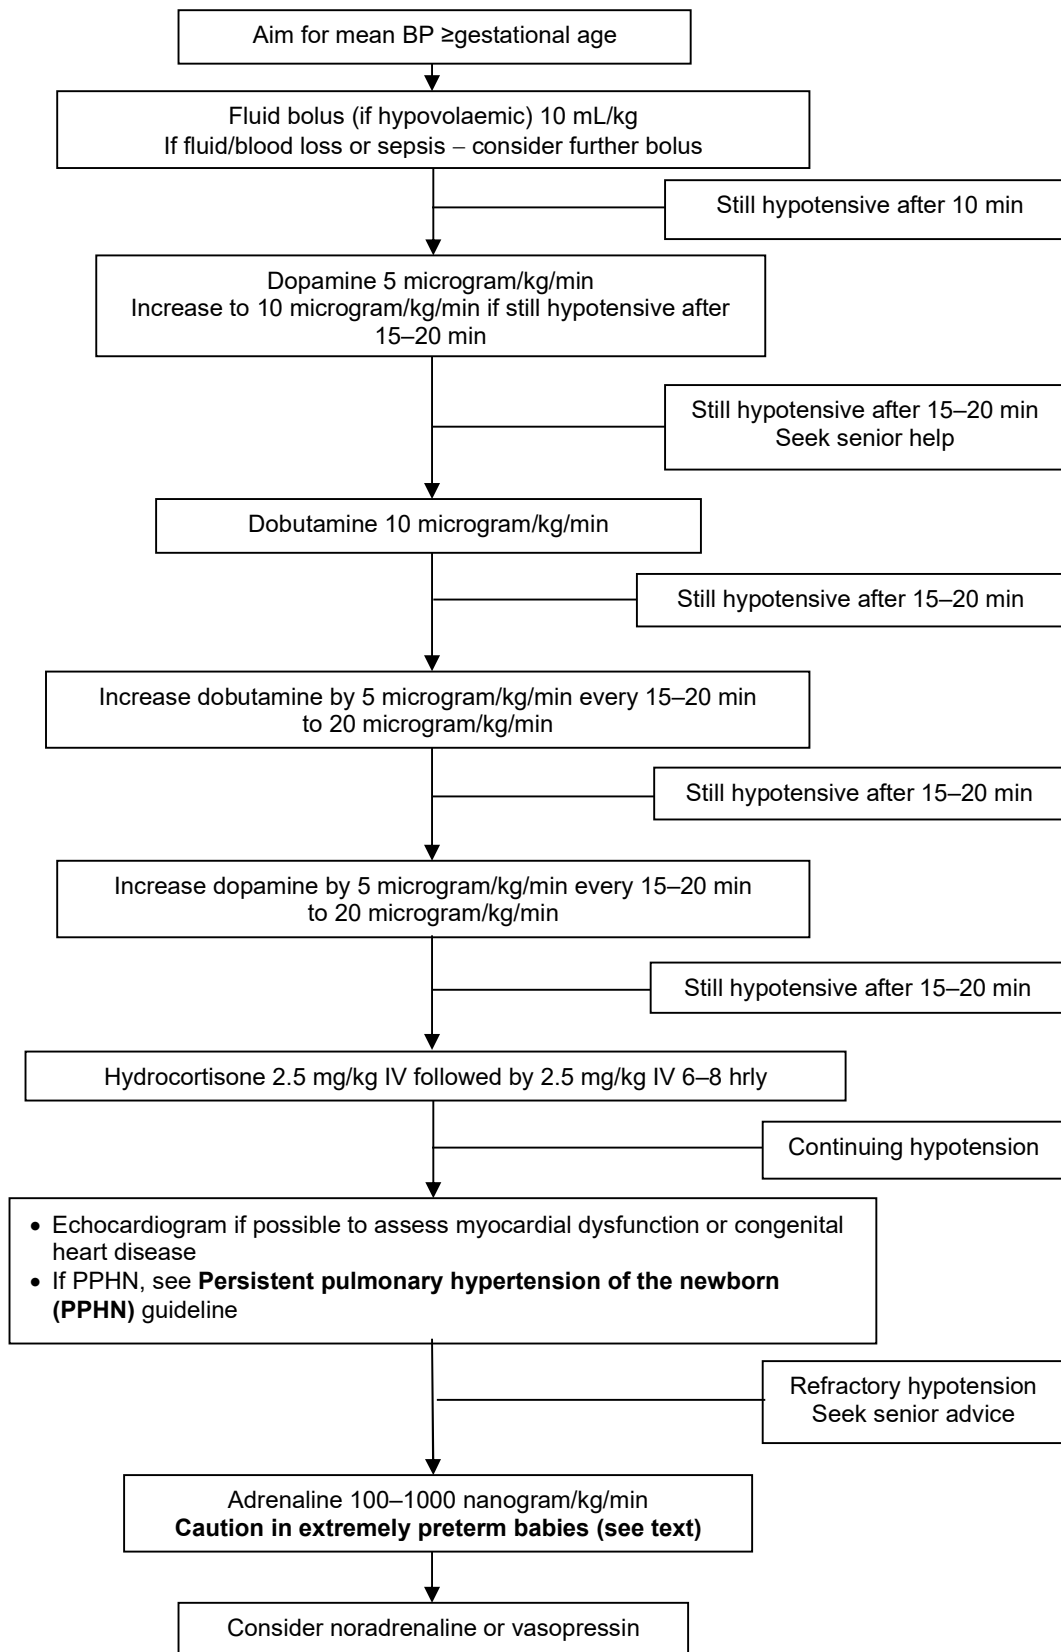 Aim for mean BP ≥gestational age
Fluid bolus (if hypovolaemic) 10 mL/kg
If fluid/blood loss or sepsis – consider further bolus
Still hypotensive after 10 min
Dopamine 5 microgram/kg/min
Increase to 10 microgram/kg/min if still hypotensive after
15–20 min
Still hypotensive after 15–20 min
Seek senior help
Dobutamine 10 microgram/kg/min
Still hypotensive after 15–20 min
Increase dobutamine by 5 microgram/kg/min every 15–20 min
to 20 microgram/kg/min
Still hypotensive after 15–20 min
Increase dopamine by 5 microgram/kg/min every 15–20 min
to 20 microgram/kg/min
Still hypotensive after 15–20 min
Hydrocortisone 2.5 mg/kg IV followed by 2.5 mg/kg IV 6–8 hrly
Continuing hypotension
• Echocardiogram if possible to assess myocardial dysfunction or congenital
heart disease
• If PPHN, see Persistent pulmonary hypertension of the newborn
(PPHN) guideline
Refractory hypotension
Seek senior advice
Adrenaline 100–1000 nanogram/kg/min
Caution in extremely preterm babies (see text)
Consider noradrenaline or vasopressin